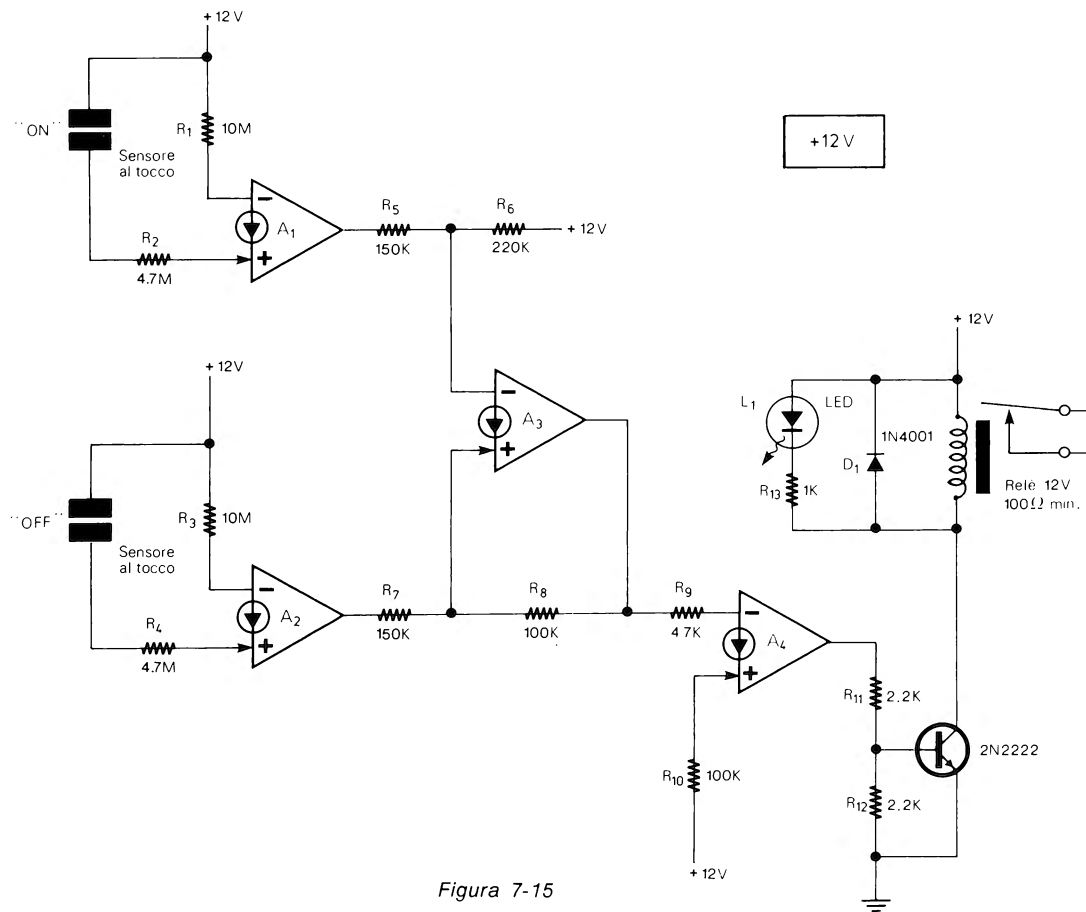 + 12V
"ON"
Sensore
al tocco
R1 10M
R2
4.7M
−
A1
+
R5
150K
R6
220K
+ 12V
+12 V
+ 12V
"OFF"
Sensore
al tocco
R3 10M
R4
4.7M
−
A2
+
R7
150K
−
A3
+
R8
100K
R9
4.7K
−
A4
+
R10 100K
+ 12V
R11 2.2K
R12 2.2K
2N2222
+ 12V
L1 LED
R13 1K
1N4001
D1
Relè 12V
100Ω min.
Figura 7-15